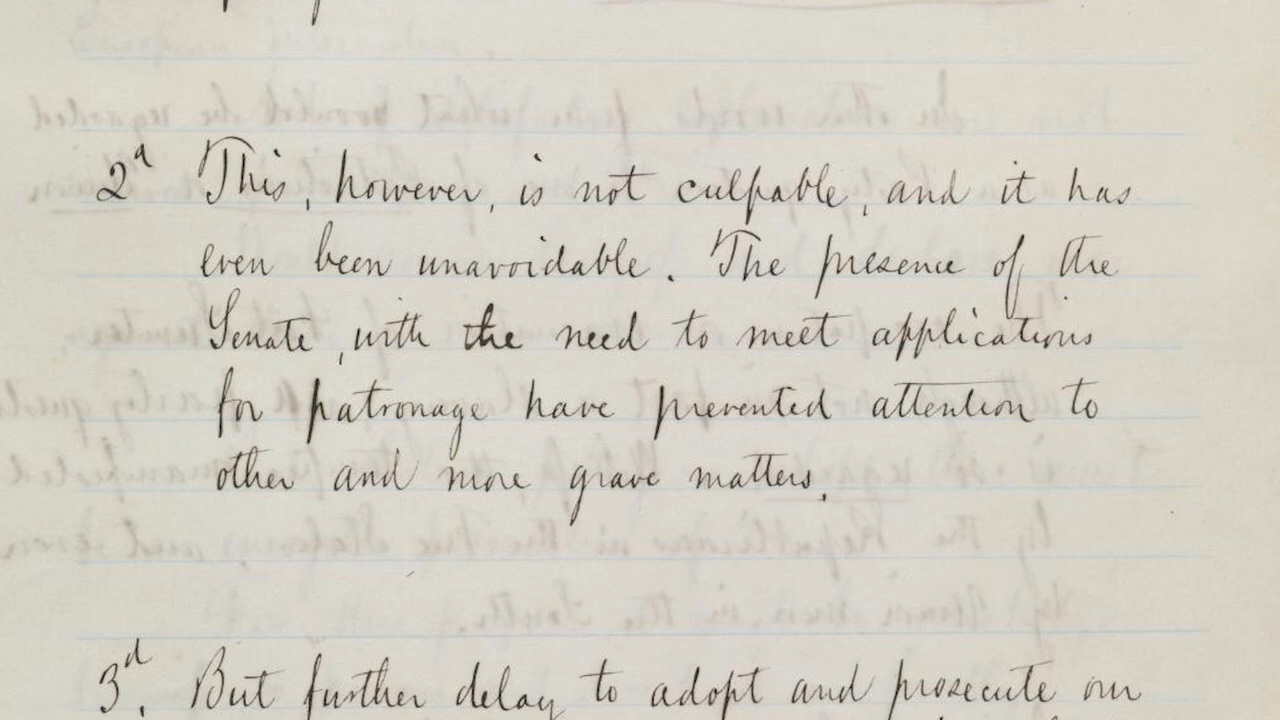 2d This, however, is not culpable, and it has
even been unavoidable. The presence of the
Senate, with the need to meet applications
for patronage have prevented attention to
other and more grave matters.
3d. But further delay to adopt and prosecute our